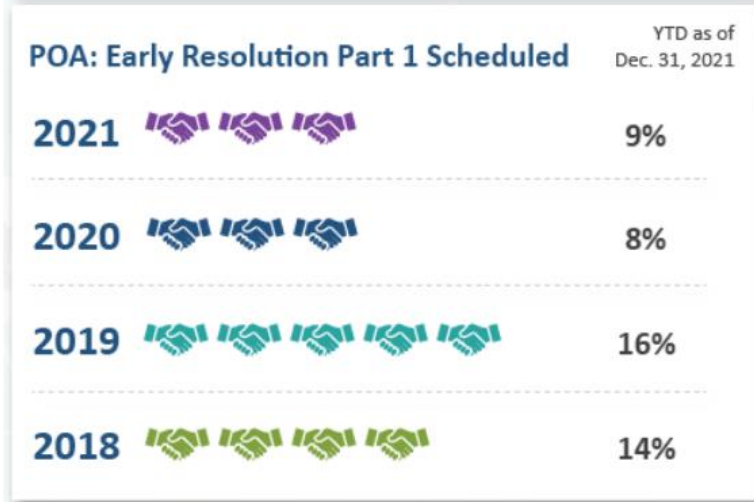 POA: Early Resolution Part 1 Scheduled
YTD as of
Dec. 31, 2021
2021 9%
2020 8%
2019 16%
2018 14%